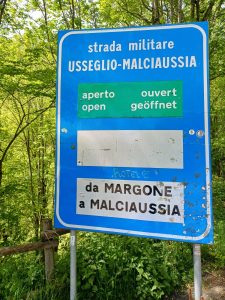 strada militare
USSEGLIO-MALCIAUSSIA
aperto ouvert
open geöffnet
da MARGONE
a MALCIAUSSIA